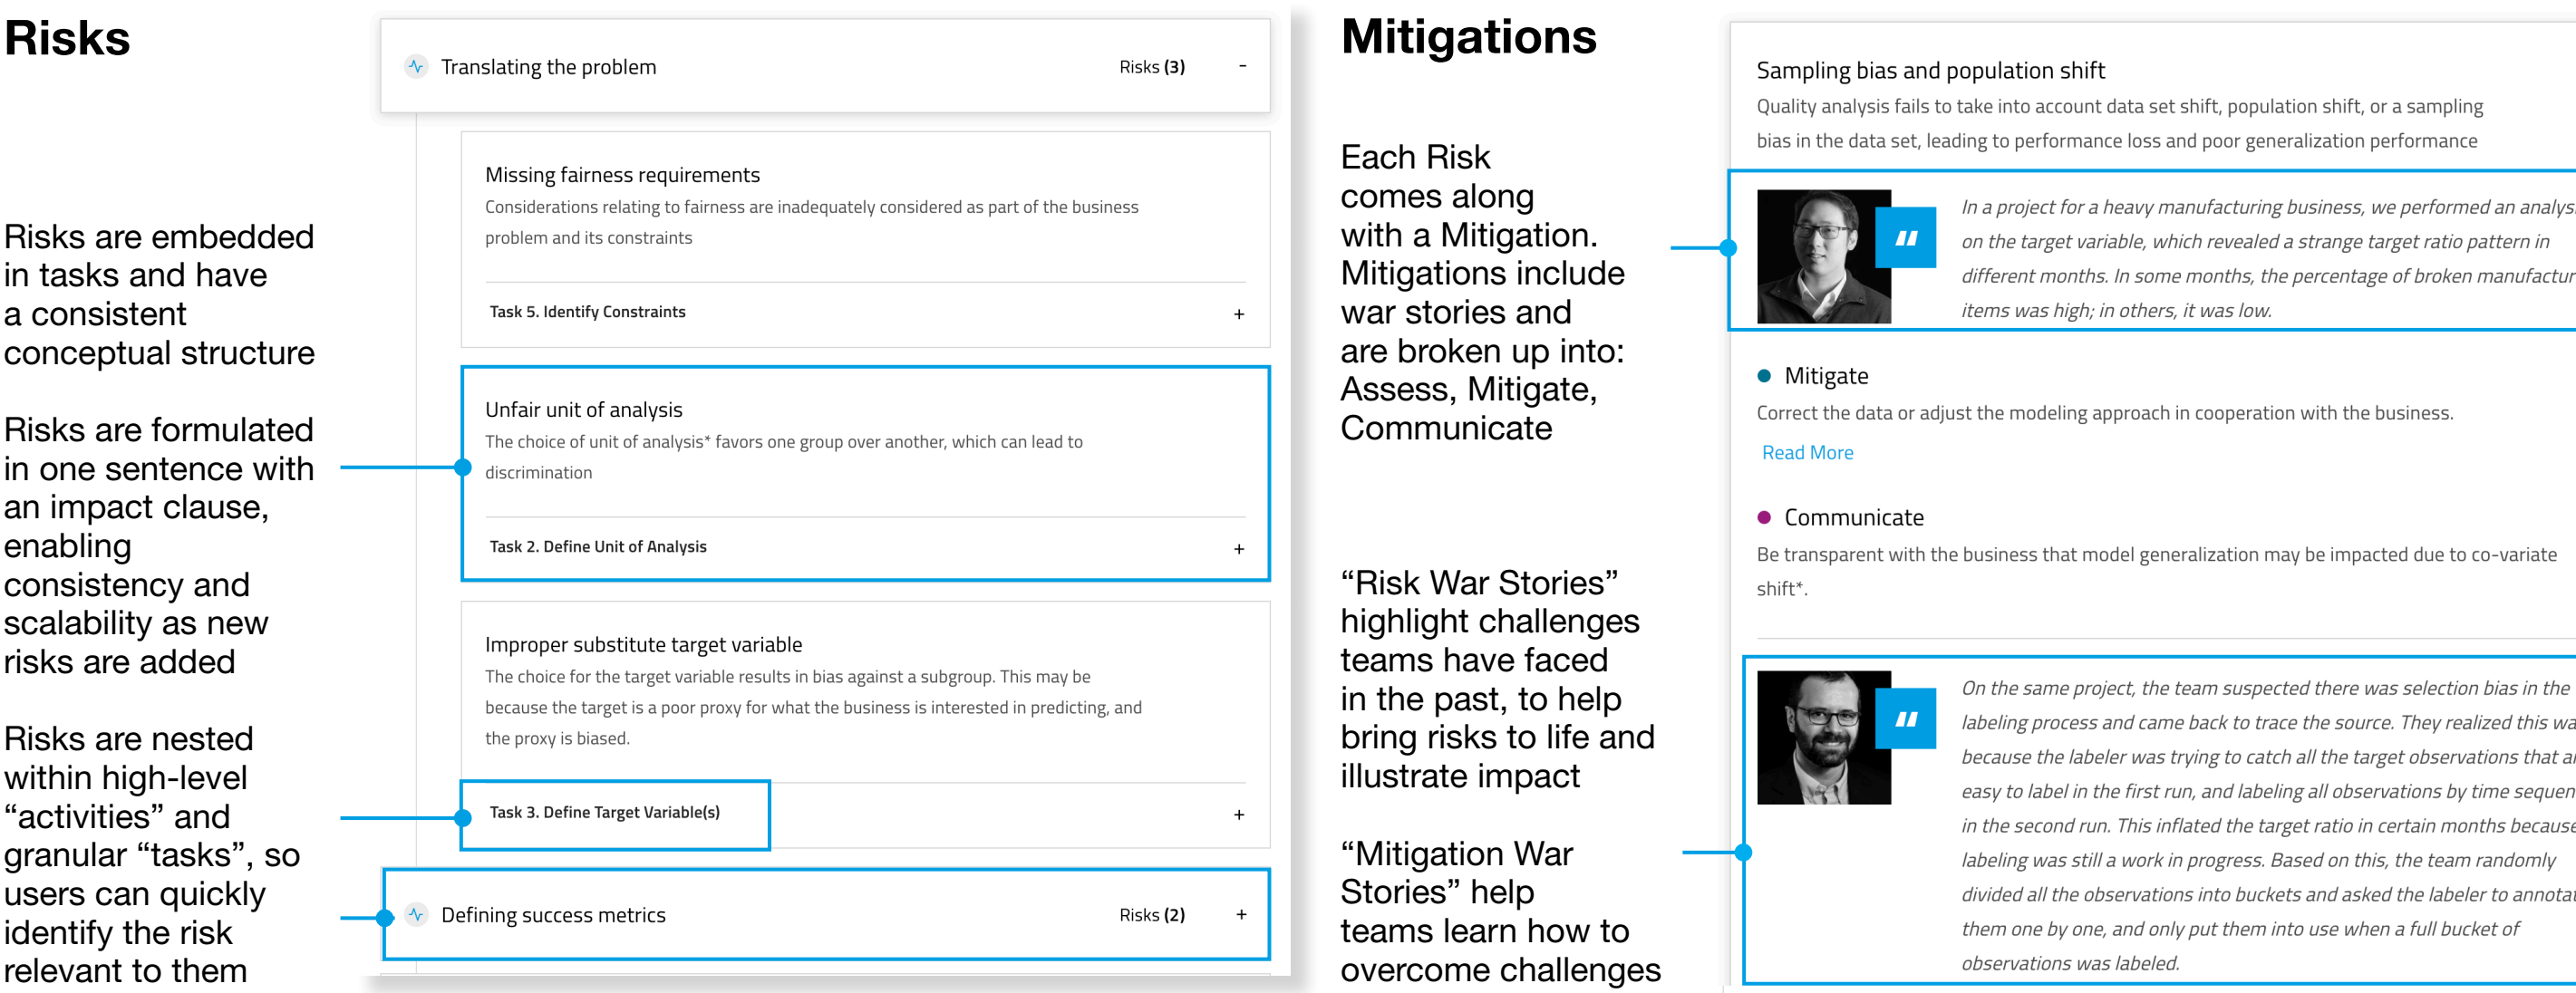 Risks
Risks are embedded
in tasks and have
a consistent
conceptual structure
Risks are formulated
in one sentence with
an impact clause,
enabling
consistency and
scalability as new
risks are added
Risks are nested
within high-level
“activities” and
granular “tasks”, so
users can quickly
identify the risk
relevant to them
Translating the problem Risks (3) -
Missing fairness requirements
Considerations relating to fairness are inadequately considered as part of the business
problem and its constraints
Task 5. Identify Constraints +
Unfair unit of analysis
The choice of unit of analysis* favors one group over another, which can lead to
discrimination
Task 2. Define Unit of Analysis +
Improper substitute target variable
The choice for the target variable results in bias against a subgroup. This may be
because the target is a poor proxy for what the business is interested in predicting, and
the proxy is biased.
Task 3. Define Target Variable(s) +
Defining success metrics Risks (2) +
Mitigations
Each Risk
comes along
with a Mitigation.
Mitigations include
war stories and
are broken up into:
Assess, Mitigate,
Communicate
“Risk War Stories”
highlight challenges
teams have faced
in the past, to help
bring risks to life and
illustrate impact
“Mitigation War
Stories” help
teams learn how to
overcome challenges
Sampling bias and population shift
Quality analysis fails to take into account data set shift, population shift, or a sampling
bias in the data set, leading to performance loss and poor generalization performance
In a project for a heavy manufacturing business, we performed an analys
on the target variable, which revealed a strange target ratio pattern in
different months. In some months, the percentage of broken manufactur
items was high; in others, it was low.
Mitigate
Correct the data or adjust the modeling approach in cooperation with the business.
Read More
Communicate
Be transparent with the business that model generalization may be impacted due to co-variate
shift*.
On the same project, the team suspected there was selection bias in the
labeling process and came back to trace the source. They realized this wa
because the labeler was trying to catch all the target observations that a
easy to label in the first run, and labeling all observations by time sequen
in the second run. This inflated the target ratio in certain months because
labeling was still a work in progress. Based on this, the team randomly
divided all the observations into buckets and asked the labeler to annota
them one by one, and only put them into use when a full bucket of
observations was labeled.